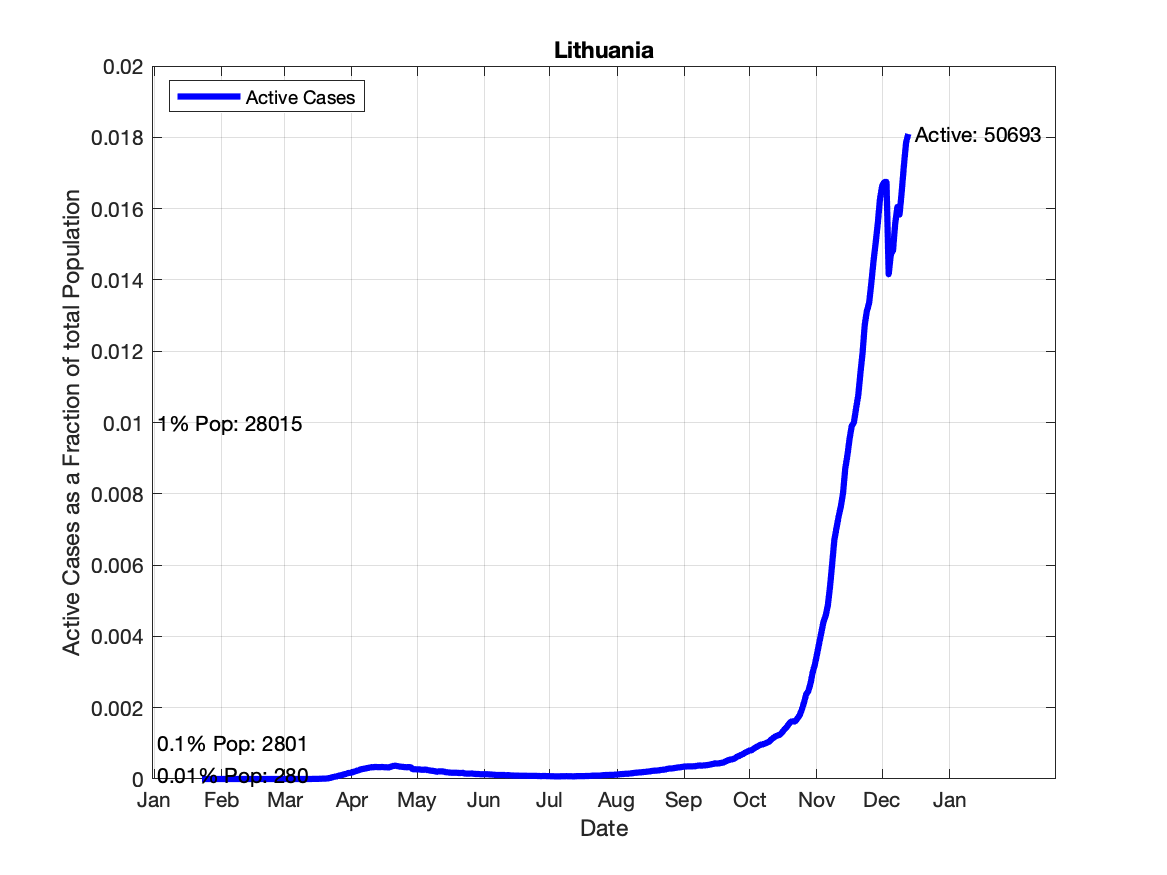 Lithuania
Active Cases
Active: 50693
Active Cases as a Fraction of total Population
0.02
0.018
0.016
0.014
0.012
0.01
0.008
0.006
0.004
0.002
0
1% Pop: 28015
0.1% Pop: 2801
0.01% Pop: 280
Jan Feb Mar Apr May Jun Jul Aug Sep Oct Nov Dec Jan
Date